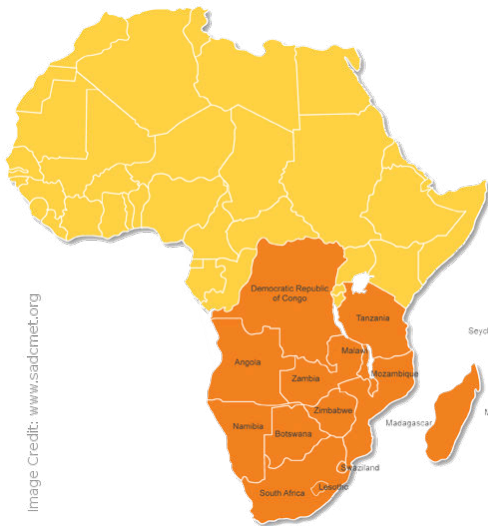 Democratic Republic
of Congo
Tanzania
Seych
Angola
Malawi
Zambia
Mozambique
Zimbabwe
Namibia
Botswana
Madagascar
M
Swaziland
South Africa
Lesotho
Image Credit: www.sadcmet.org